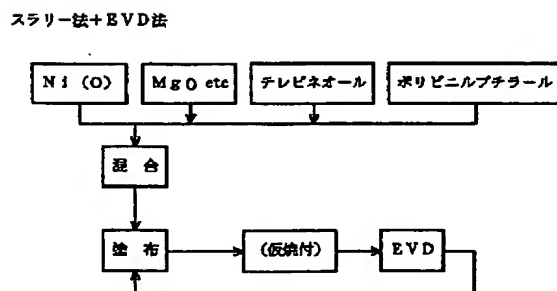 スラリー法+EVD法
Ni (O)
MgO etc
テレピネオール
ポリビニルブチラール
混 合
塗 布
(仮焼付)
EVD